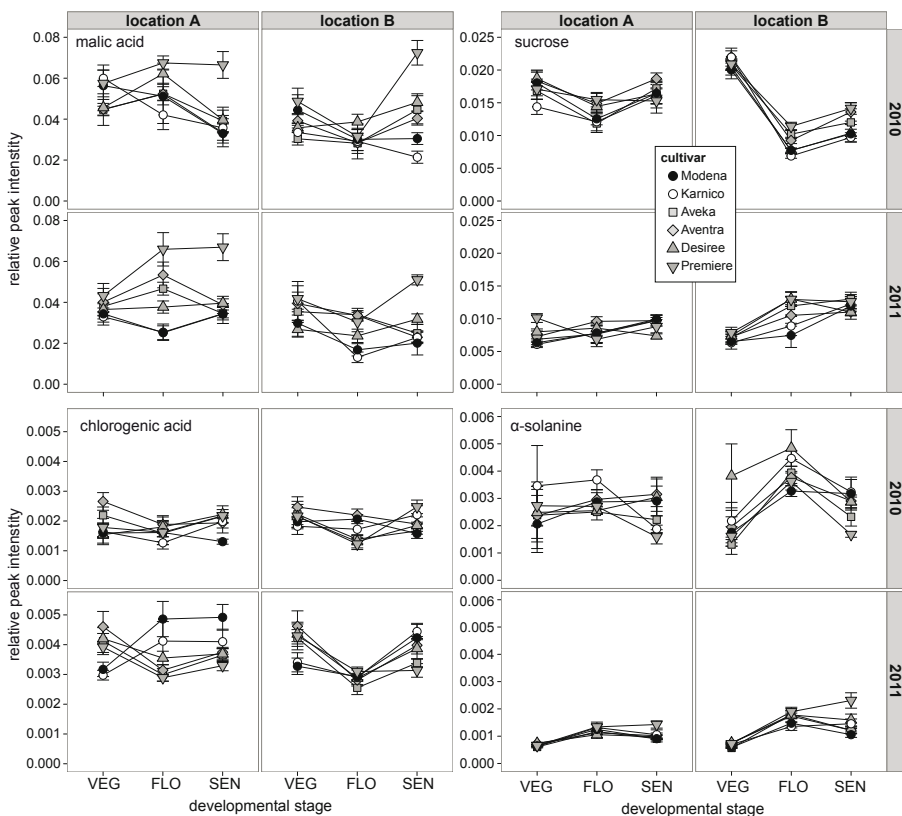 location A
location B
location A
location B
malic acid
sucrose
0.08
0.06
0.04
0.02
0.00
0.025
0.020
0.015
0.010
0.005
0.000
2010
relative peak intenstity
cultivar
Modena
Karnico
Aveka
Aventra
Desiree
Premiere
0.08
0.06
0.04
0.02
0.00
0.025
0.020
0.015
0.010
0.005
0.000
2011
chlorogenic acid
α-solanine
0.005
0.004
0.003
0.002
0.001
0.000
0.006
0.005
0.004
0.003
0.002
0.001
0.000
2010
relative peak intenstity
0.005
0.004
0.003
0.002
0.001
0.000
0.006
0.005
0.004
0.003
0.002
0.001
0.000
2011
VEG FLO SEN
VEG FLO SEN
VEG FLO SEN
VEG FLO SEN
developmental stage
developmental stage